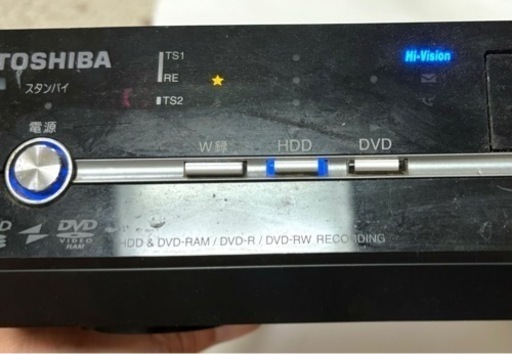 TOSHIBA
TS1
RE
TS2
Hi-Vision
スタンバイ
電源
W録
HDD
DVD
DVD
VIDEO
RAM
HDD & DVD-RAM / DVD-R / DVD-RW RECORDING